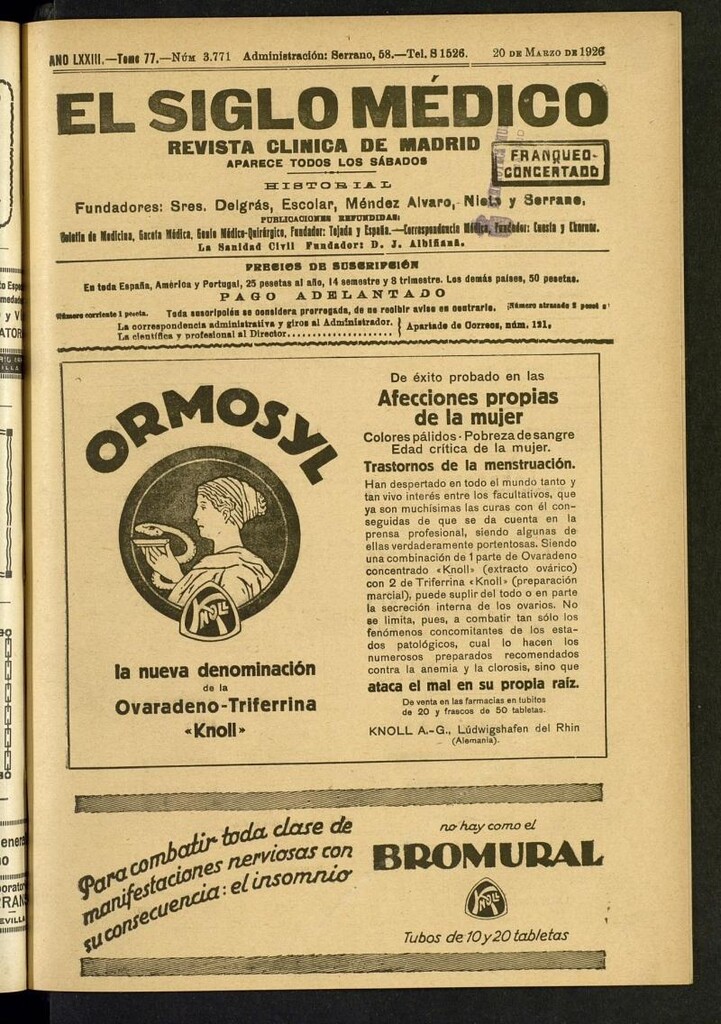 ANO LXXIII.—Tomo 77.—NÚM 3.771 Administración: Serrano, 58.—Tel. S 1526. 20 DE MARZO DE 1926
EL SIGLO MÉDICO
REVISTA CLINICA DE MADRID
APARECE TODOS LOS SÁBADOS
FRANQUEO-
CONCERTADO
HISTORIAL
Fundadores: Sres. Delgrás, Escolar, Méndez Alvaro, Nieto y Serrano,
PUBLICACIONES REFUNDIDAS:
Boletín de Medicina, Gaceta Médica, Genio Médico-Quirúrgico, Fundador: Tejada y España.—Correspondencia Médica, Fundador: Cuesta y Ckerner.
La Sanidad Civil Fundador: D. J. Albiñana.
PRECIOS DE SUSCRIPCIÓN
En toda España, América y Portugal, 25 pesetas al año, 14 semestre y 8 trimestre. Los demás países, 50 pesetas.
PAGO ADELANTADO
Número corriente 1 peseta. Toda suscripción se considera prorrogada, de no recibir aviso en contrario. ¡Número atrasado 2 peset s!
La correspondencia administrativa y giros al Administrador.
La científica y profesional al Director.....................
Apartado de Correos, núm. 121.
ORMOSYL
KNOLL
la nueva denominación
de la
Ovaradeno-Triferrina
«Knoll»
De éxito probado en las
Afecciones propias
de la mujer
Colores pálidos - Pobreza de sangre
Edad crítica de la mujer.
Trastornos de la menstruación.
Han despertado en todo el mundo tanto y
tan vivo interés entre los facultativos, que
ya son muchísimas las curas con él con-
seguidas de que se da cuenta en la
prensa profesional, siendo algunas de
ellas verdaderamente portentosas. Siendo
una combinación de 1 parte de Ovaradeno
concentrado «Knoll» (extracto ovárico)
con 2 de Triferrina «Knoll» (preparación
marcial), puede suplir del todo o en parte
la secreción interna de los ovarios. No
se limita, pues, a combatir tan sólo los
fenómenos concomitantes de los esta-
dos patológicos, cual lo hacen los
numerosos preparados recomendados
contra la anemia y la clorosis, sino que
ataca el mal en su propia raíz.
De venta en las farmacias en tubitos
de 20 y frascos de 50 tabletas.
KNOLL A.-G., Lúdwigshafen del Rhin
(Alemania).
Para combatir toda clase de
manifestaciones nerviosas con
su consecuencia: el insomnio
no hay como el
BROMURAL
KNOLL
Tubos de 10 y 20 tabletas